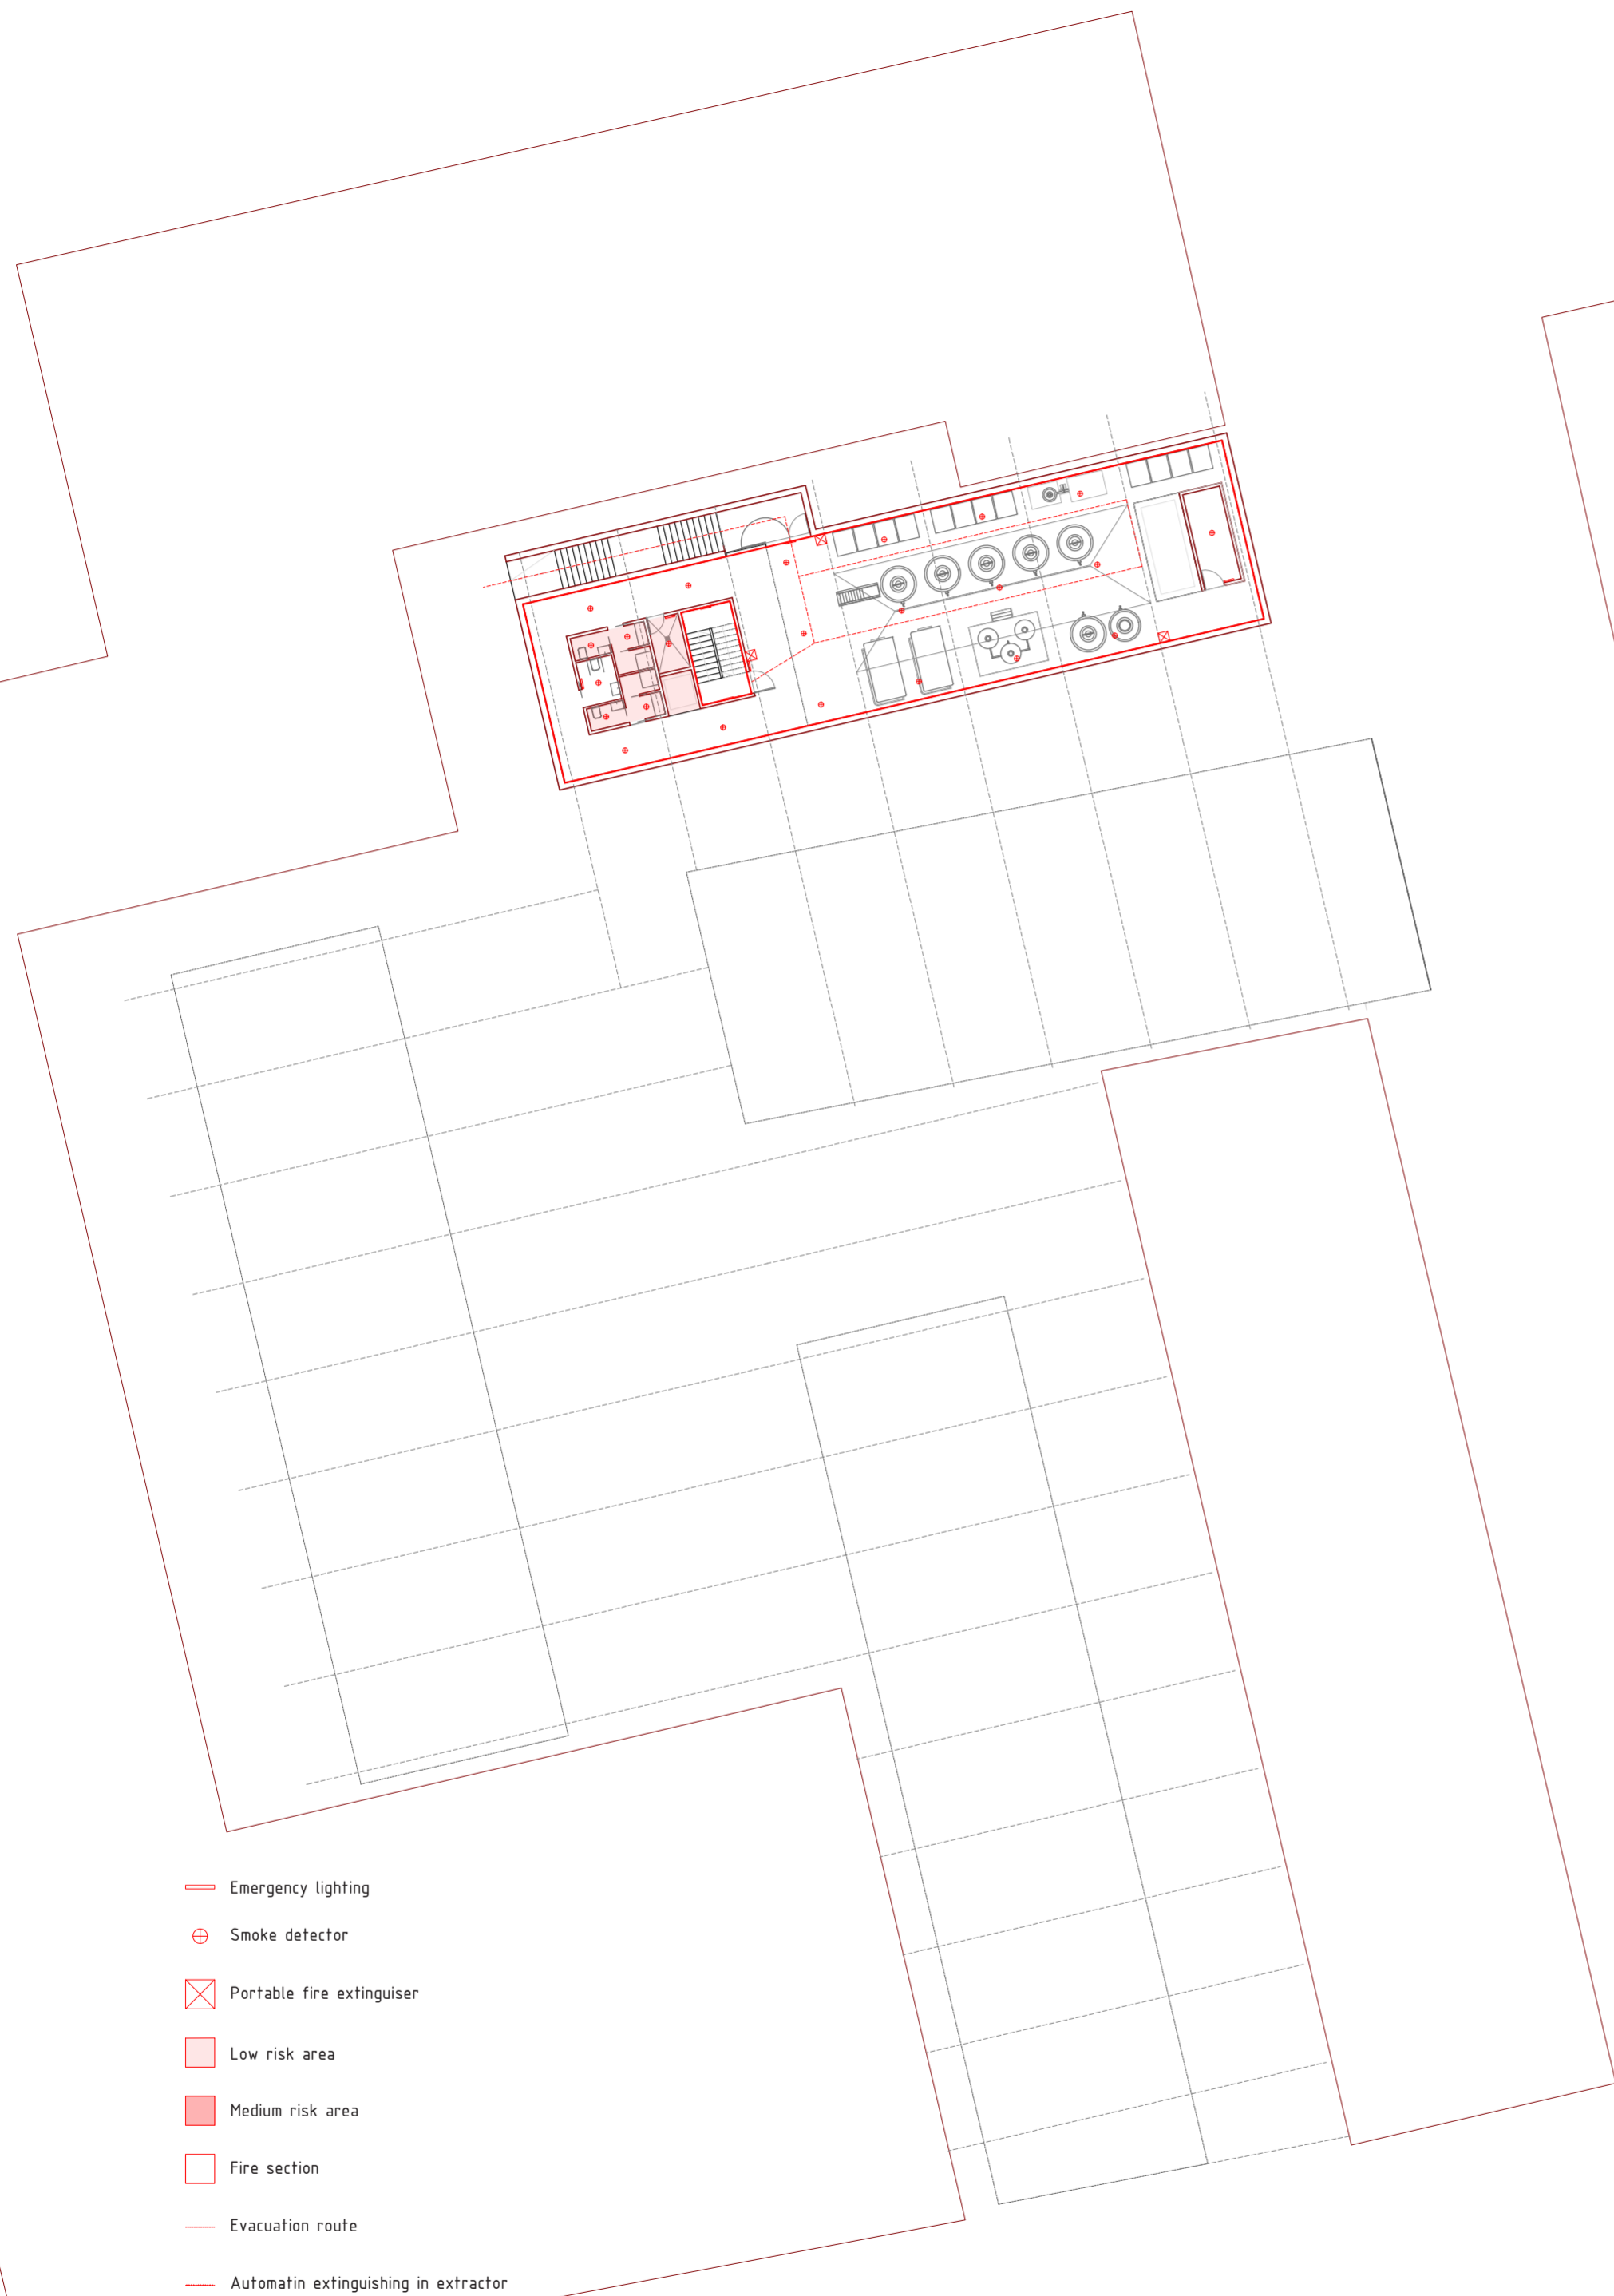 Emergency lighting
Smoke detector
Portable fire extinguiser
Low risk area
Medium risk area
Fire section
Evacuation route
Automatin extinguishing in extractor